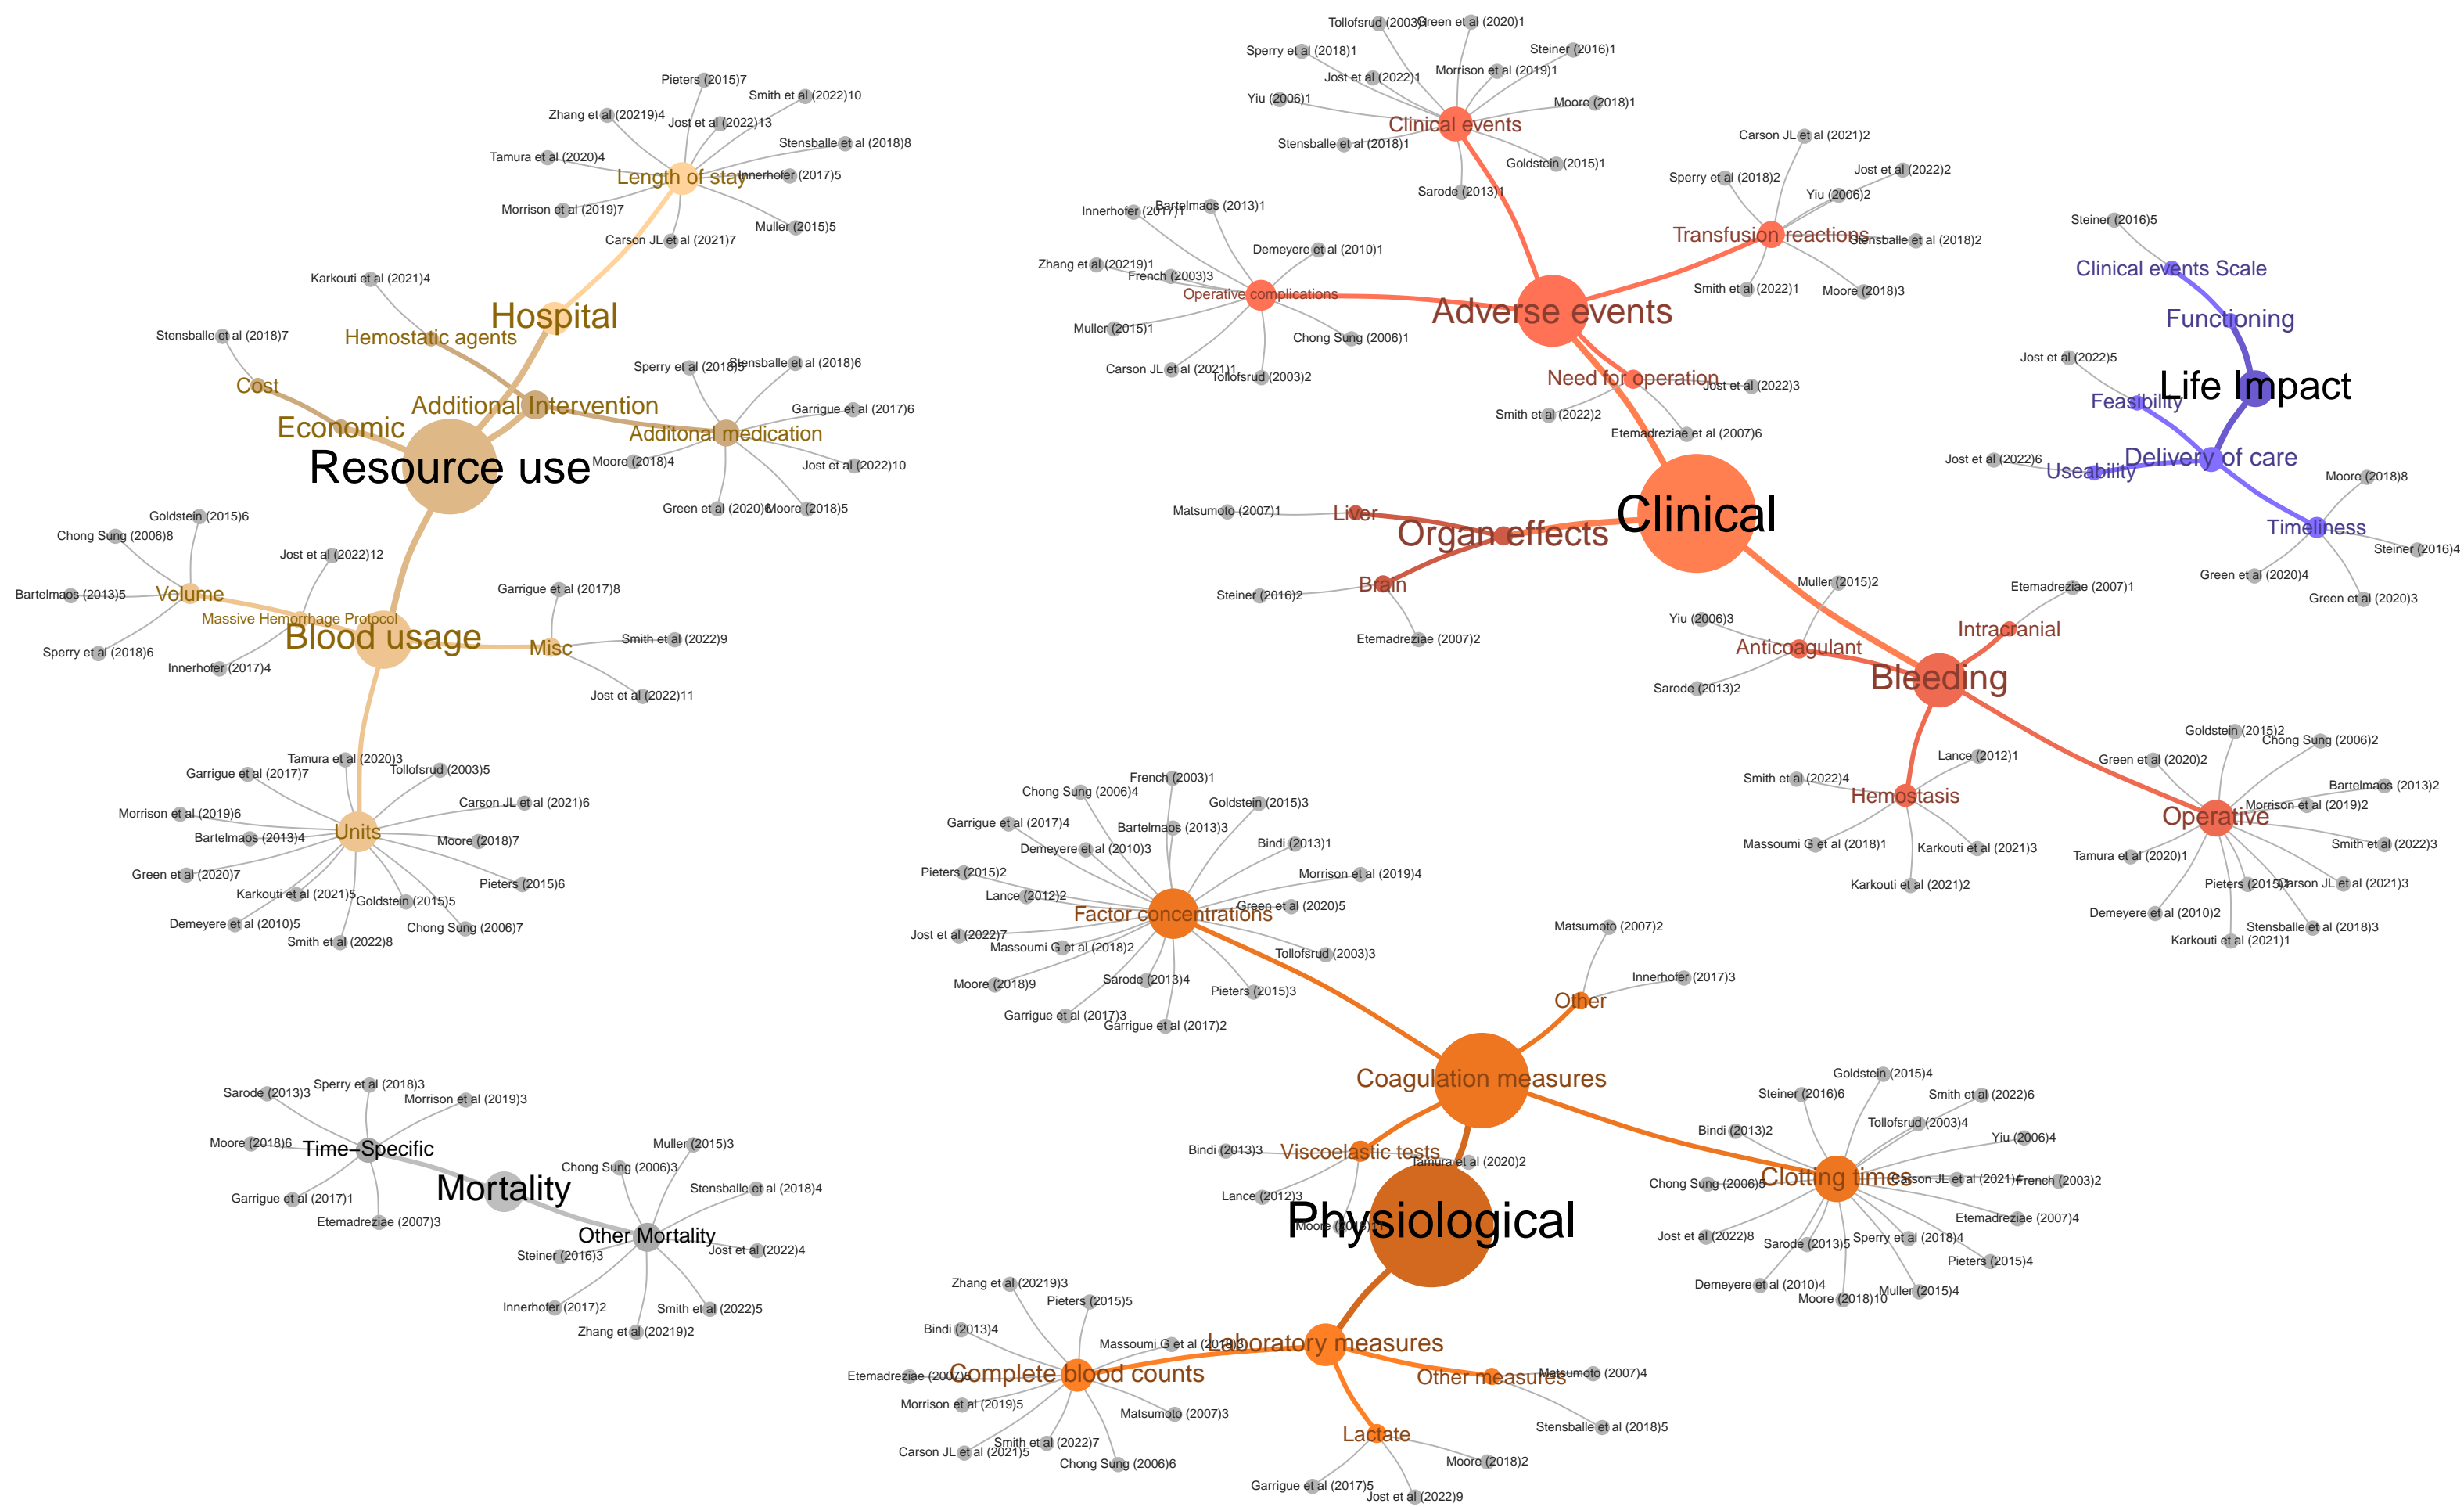 Pieters (2015)7
Smith et al (2022)10
Zhang et al (20219)4
Jost et al (2022)13
Stensballe et al (2018)8
Tamura et al (2020)4
Length of stay
Innerhofer (2017)5
Morrison et al (2019)7
Muller (2015)5
Carson JL et al (2021)7
Karkouti et al (2021)4
Hospital
Stensballe et al (2018)7
Hemostatic agents
Sperry et al (2018)5
Stensballe et al (2018)6
Cost
Additional Intervention
Garrigue et al (2017)6
Economic
Additonal medication
Resource use
Moore (2018)4
Jost et al (2022)10
Green et al (2020)6
Moore (2018)5
Goldstein (2015)6
Chong Sung (2006)8
Jost et al (2022)12
Bartelmaos (2013)5
Volume
Garrigue et al (2017)8
Massive Hemorrhage Protocol
Blood usage
Misc
Smith et al (2022)9
Sperry et al (2018)6
Innerhofer (2017)4
Jost et al (2022)11
Tamura et al (2020)3
Garrigue et al (2017)7
Tollofsrud (2003)5
Morrison et al (2019)6
Carson JL et al (2021)6
Units
Bartelmaos (2013)4
Moore (2018)7
Green et al (2020)7
Pieters (2015)6
Karkouti et al (2021)5
Goldstein (2015)5
Demeyere et al (2010)5
Chong Sung (2006)7
Smith et al (2022)8
Tollofsrud (2003)1
Green et al (2020)1
Sperry et al (2018)1
Steiner (2016)1
Jost et al (2022)1
Morrison et al (2019)1
Yiu (2006)1
Moore (2018)1
Clinical events
Stensballe et al (2018)1
Goldstein (2015)1
Sarode (2013)1
Carson JL et al (2021)2
Jost et al (2022)2
Sperry et al (2018)2
Yiu (2006)2
Transfusion reactions
Stensballe et al (2018)2
Smith et al (2022)1
Moore (2018)3
Innerhofer (2017)1
Bartelmaos (2013)1
Demeyere et al (2010)1
Zhang et al (20219)1
French (2003)3
Operative complications
Adverse events
Muller (2015)1
Chong Sung (2006)1
Carson JL et al (2021)1
Tollofsrud (2003)2
Need for operation
Jost et al (2022)3
Smith et al (2022)2
Etemadreziae et al (2007)6
Clinical
Matsumoto (2007)1
Liver
Organ effects
Brain
Steiner (2016)2
Etemadreziae (2007)2
Steiner (2016)5
Clinical events Scale
Functioning
Jost et al (2022)5
Life Impact
Feasibility
Jost et al (2022)6
Useability
Delivery of care
Moore (2018)8
Timeliness
Steiner (2016)4
Green et al (2020)4
Green et al (2020)3
Muller (2015)2
Etemadreziae (2007)1
Yiu (2006)3
Intracranial
Anticoagulant
Bleeding
Sarode (2013)2
Lance (2012)1
Smith et al (2022)4
Hemostasis
Massoumi G et al (2018)1
Karkouti et al (2021)3
Karkouti et al (2021)2
Goldstein (2015)2
Chong Sung (2006)2
Green et al (2020)2
Bartelmaos (2013)2
Morrison et al (2019)2
Operative
Smith et al (2022)3
Tamura et al (2020)1
Pieters (2015)1
Carson JL et al (2021)3
Demeyere et al (2010)2
Stensballe et al (2018)3
Karkouti et al (2021)1
French (2003)1
Chong Sung (2006)4
Goldstein (2015)3
Garrigue et al (2017)4
Bartelmaos (2013)3
Bindi (2013)1
Demeyere et al (2010)3
Pieters (2015)2
Morrison et al (2019)4
Lance (2012)2
Factor concentrations
Green et al (2020)5
Jost et al (2022)7
Massoumi G et al (2018)2
Tollofsrud (2003)3
Moore (2018)9
Sarode (2013)4
Pieters (2015)3
Garrigue et al (2017)3
Garrigue et al (2017)2
Matsumoto (2007)2
Innerhofer (2017)3
Other
Coagulation measures
Goldstein (2015)4
Steiner (2016)6
Smith et al (2022)6
Bindi (2013)2
Tollofsrud (2003)4
Yiu (2006)4
Chong Sung (2006)5
Clotting times
Carson JL et al (2021)4
French (2003)2
Etemadreziae (2007)4
Jost et al (2022)8
Sarode (2013)5
Sperry et al (2018)4
Pieters (2015)4
Demeyere et al (2010)4
Moore (2018)10
Muller (2015)4
Bindi (2013)3
Viscoelastic tests
Tamura et al (2020)2
Lance (2012)3
Physiological
Sarode (2013)3
Sperry et al (2018)3
Morrison et al (2019)3
Moore (2018)6
Time–Specific
Mortality
Garrigue et al (2017)1
Etemadreziae (2007)3
Muller (2015)3
Chong Sung (2006)3
Stensballe et al (2018)4
Other Mortality
Steiner (2016)3
Jost et al (2022)4
Innerhofer (2017)2
Smith et al (2022)5
Zhang et al (20219)2
Zhang et al (20219)3
Pieters (2015)5
Bindi (2013)4
Massoumi G et al (2018)3
Laboratory measures
Etemadreziae (2007)5
Complete blood counts
Other measures
Matsumoto (2007)4
Morrison et al (2019)5
Matsumoto (2007)3
Stensballe et al (2018)5
Carson JL et al (2021)5
Smith et al (2022)7
Chong Sung (2006)6
Lactate
Moore (2018)2
Garrigue et al (2017)5
Jost et al (2022)9